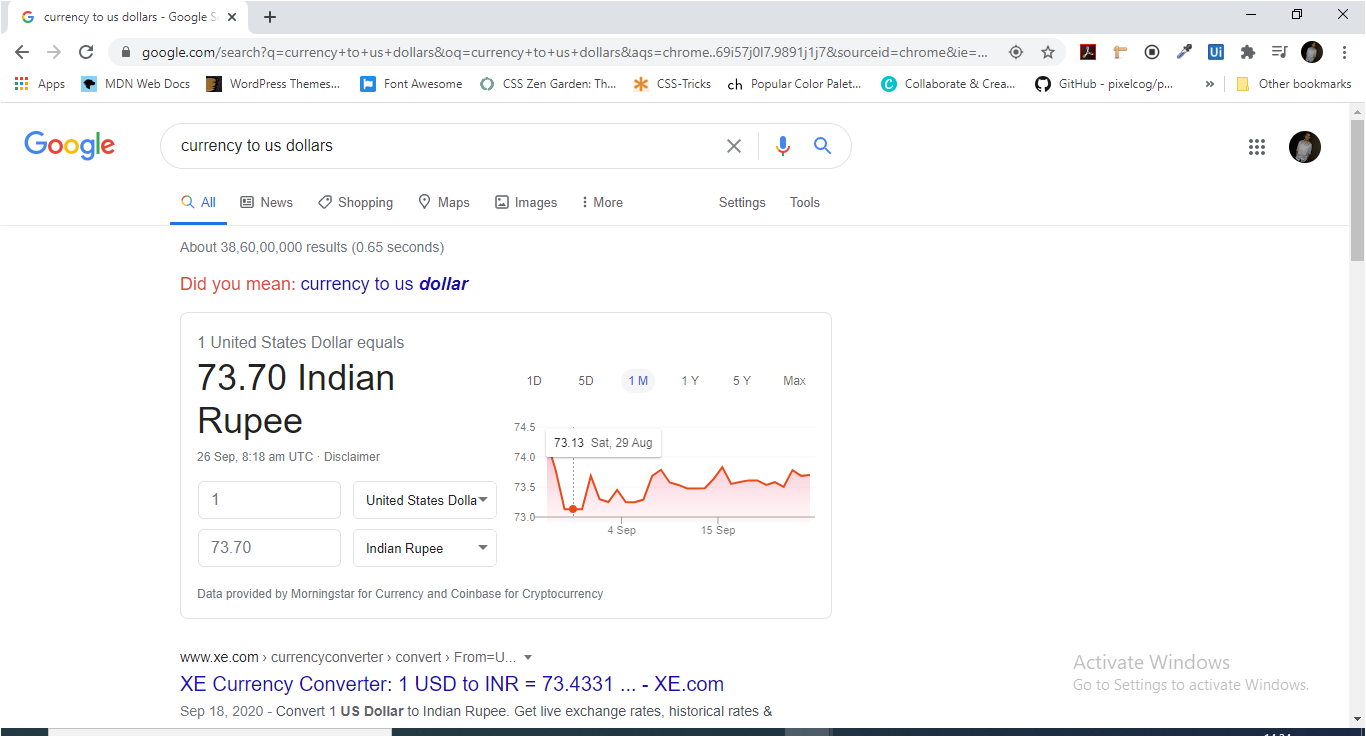 currency to us dollars - Google S
google.com/search?q=currency+to+us+dollars&oq=currency+to+us+dollars&aqs=chrome..69i57j0l7.9891j1j7&sourceid=chrome&ie=...
Apps MDN Web Docs WordPress Themes... Font Awesome CSS Zen Garden: Th... CSS-Tricks ch Popular Color Palet... Collaborate & Crea... GitHub - pixelcog/p... » Other bookmarks
Google
currency to us dollars
All News Shopping Maps Images More Settings Tools
About 38,60,00,000 results (0.65 seconds)
Did you mean: currency to us dollar
1 United States Dollar equals
73.70 Indian
Rupee
26 Sep, 8:18 am UTC · Disclaimer
1 United States Dolla
73.70 Indian Rupee
1D 5D 1 M 1 Y 5 Y Max
74.5
73.13 Sat, 29 Aug
74.0
73.5
73.0
4 Sep 15 Sep
Data provided by Morningstar for Currency and Coinbase for Cryptocurrency
www.xe.com › currencyconverter › convert › From=U...
XE Currency Converter: 1 USD to INR = 73.4331 ... - XE.com
Sep 18, 2020 - Convert 1 US Dollar to Indian Rupee. Get live exchange rates, historical rates &
Activate Windows
Go to Settings to activate Windows.